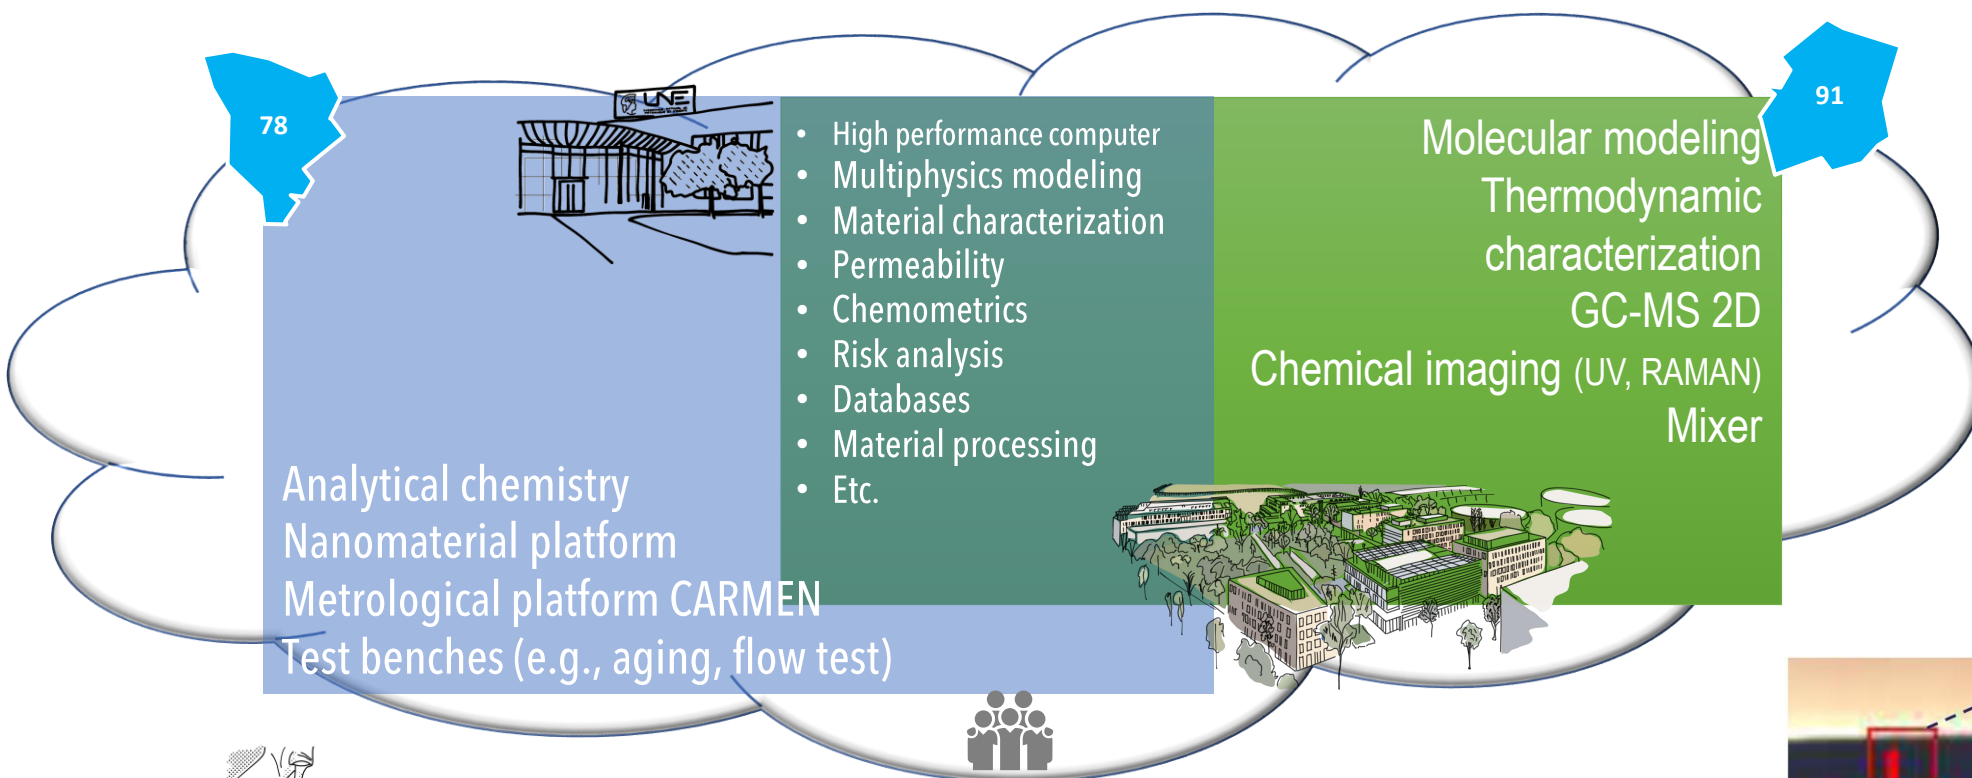 78
LNE
Analytical chemistry
Nanomaterial platform
Metrological platform CARMEN
Test benches (e.g., aging, flow test)
• High performance computer
• Multiphysics modeling
• Material characterization
• Permeability
• Chemometrics
• Risk analysis
• Databases
• Material processing
• Etc.
91
Molecular modeling
Thermodynamic
characterization
GC-MS 2D
Chemical imaging (UV, RAMAN)
Mixer